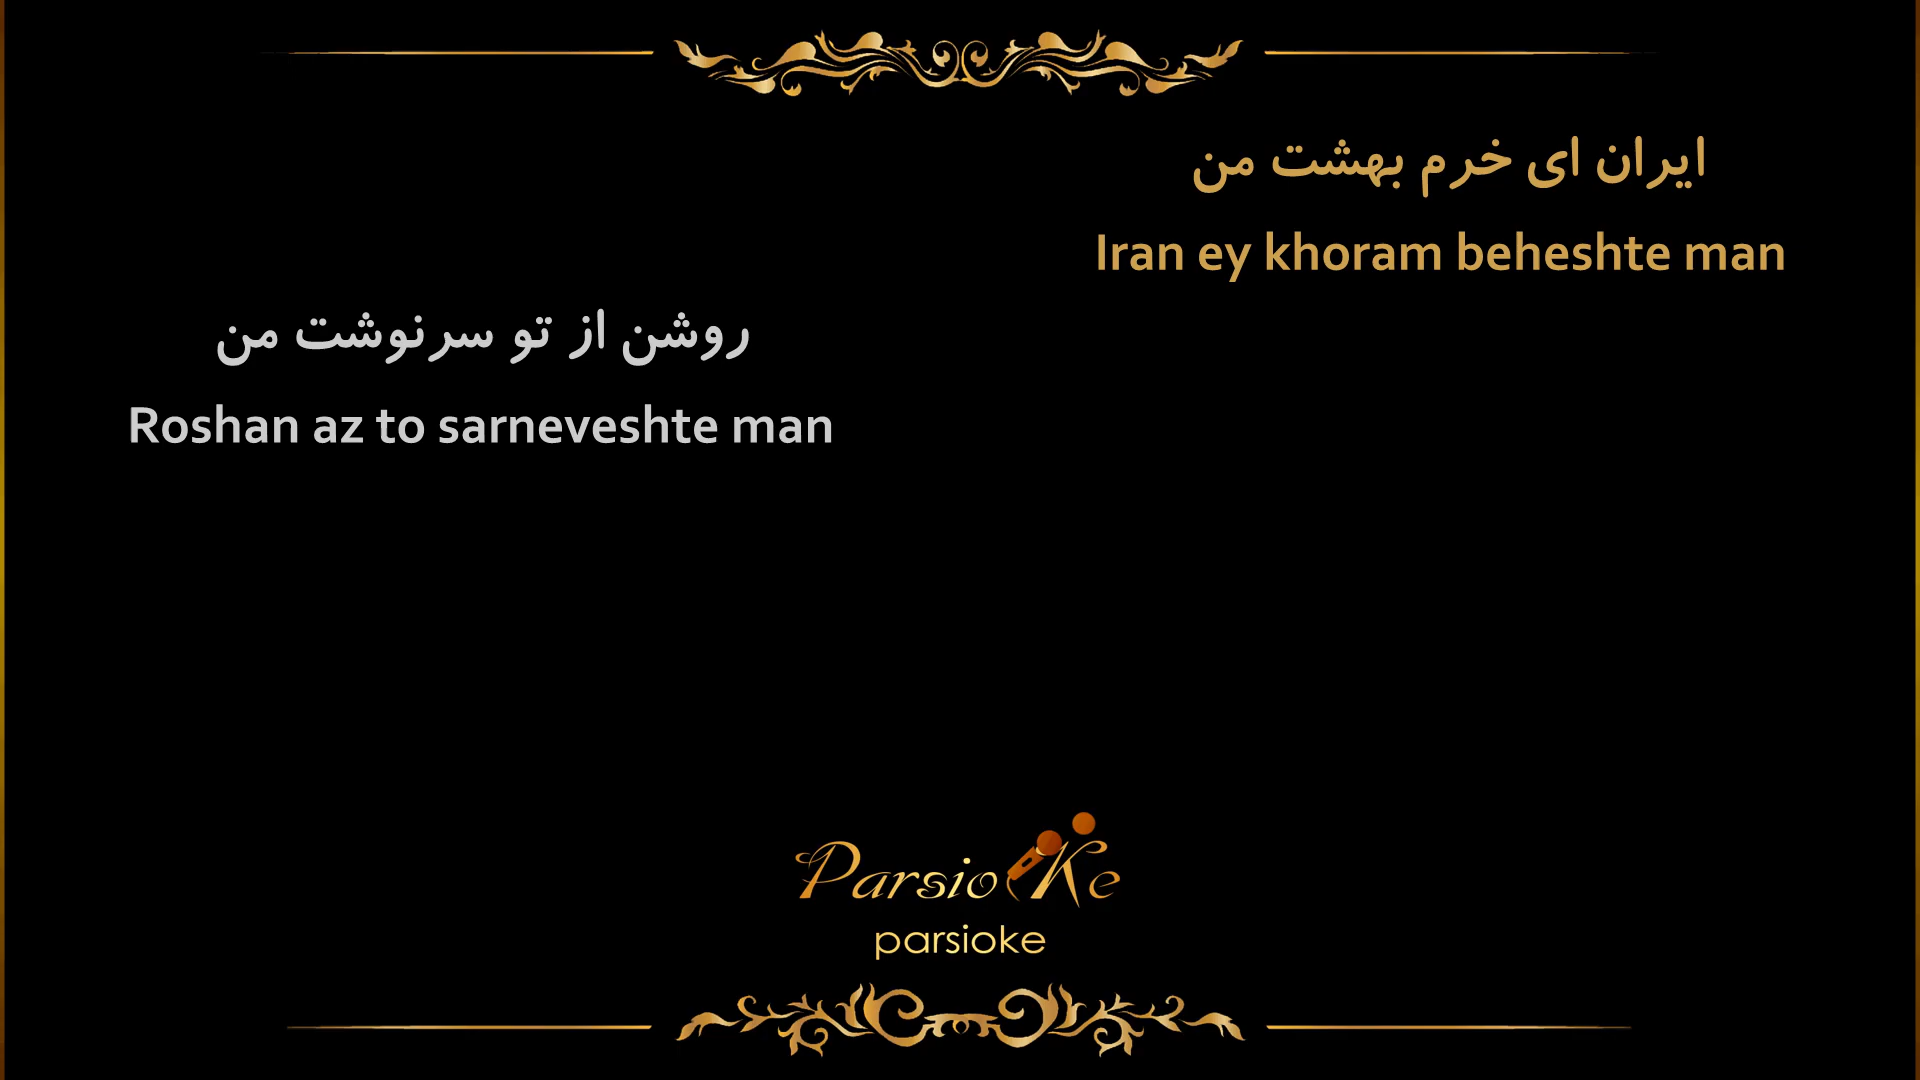 ایران ای خرم بهشت من
Iran ey khoram beheshte man
روشن از تو سرنوشت من
Roshan az to sarneveshte man
ParsioKe
parsioke